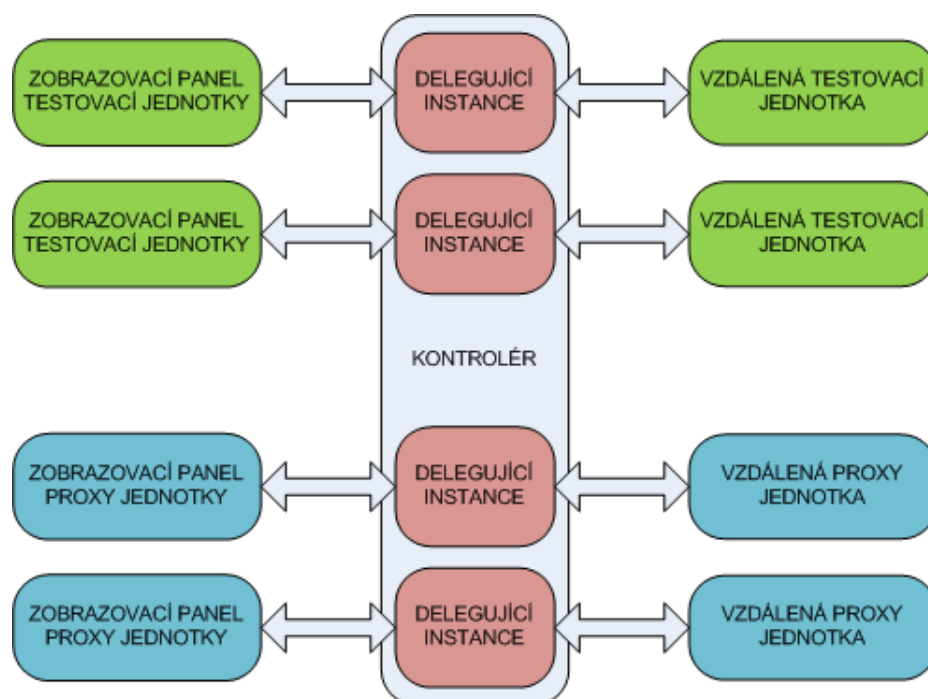 ZOBRAZOVACÍ PANEL
TESTOVACÍ JEDNOTKY
DELEGUJÍCÍ
INSTANCE
VZDÁLENÁ TESTOVACÍ
JEDNOTKA
ZOBRAZOVACÍ PANEL
TESTOVACÍ JEDNOTKY
DELEGUJÍCÍ
INSTANCE
VZDÁLENÁ TESTOVACÍ
JEDNOTKA
KONTROLÉR
ZOBRAZOVACÍ PANEL
PROXY JEDNOTKY
DELEGUJÍCÍ
INSTANCE
VZDÁLENÁ PROXY
JEDNOTKA
ZOBRAZOVACÍ PANEL
PROXY JEDNOTKY
DELEGUJÍCÍ
INSTANCE
VZDÁLENÁ PROXY
JEDNOTKA